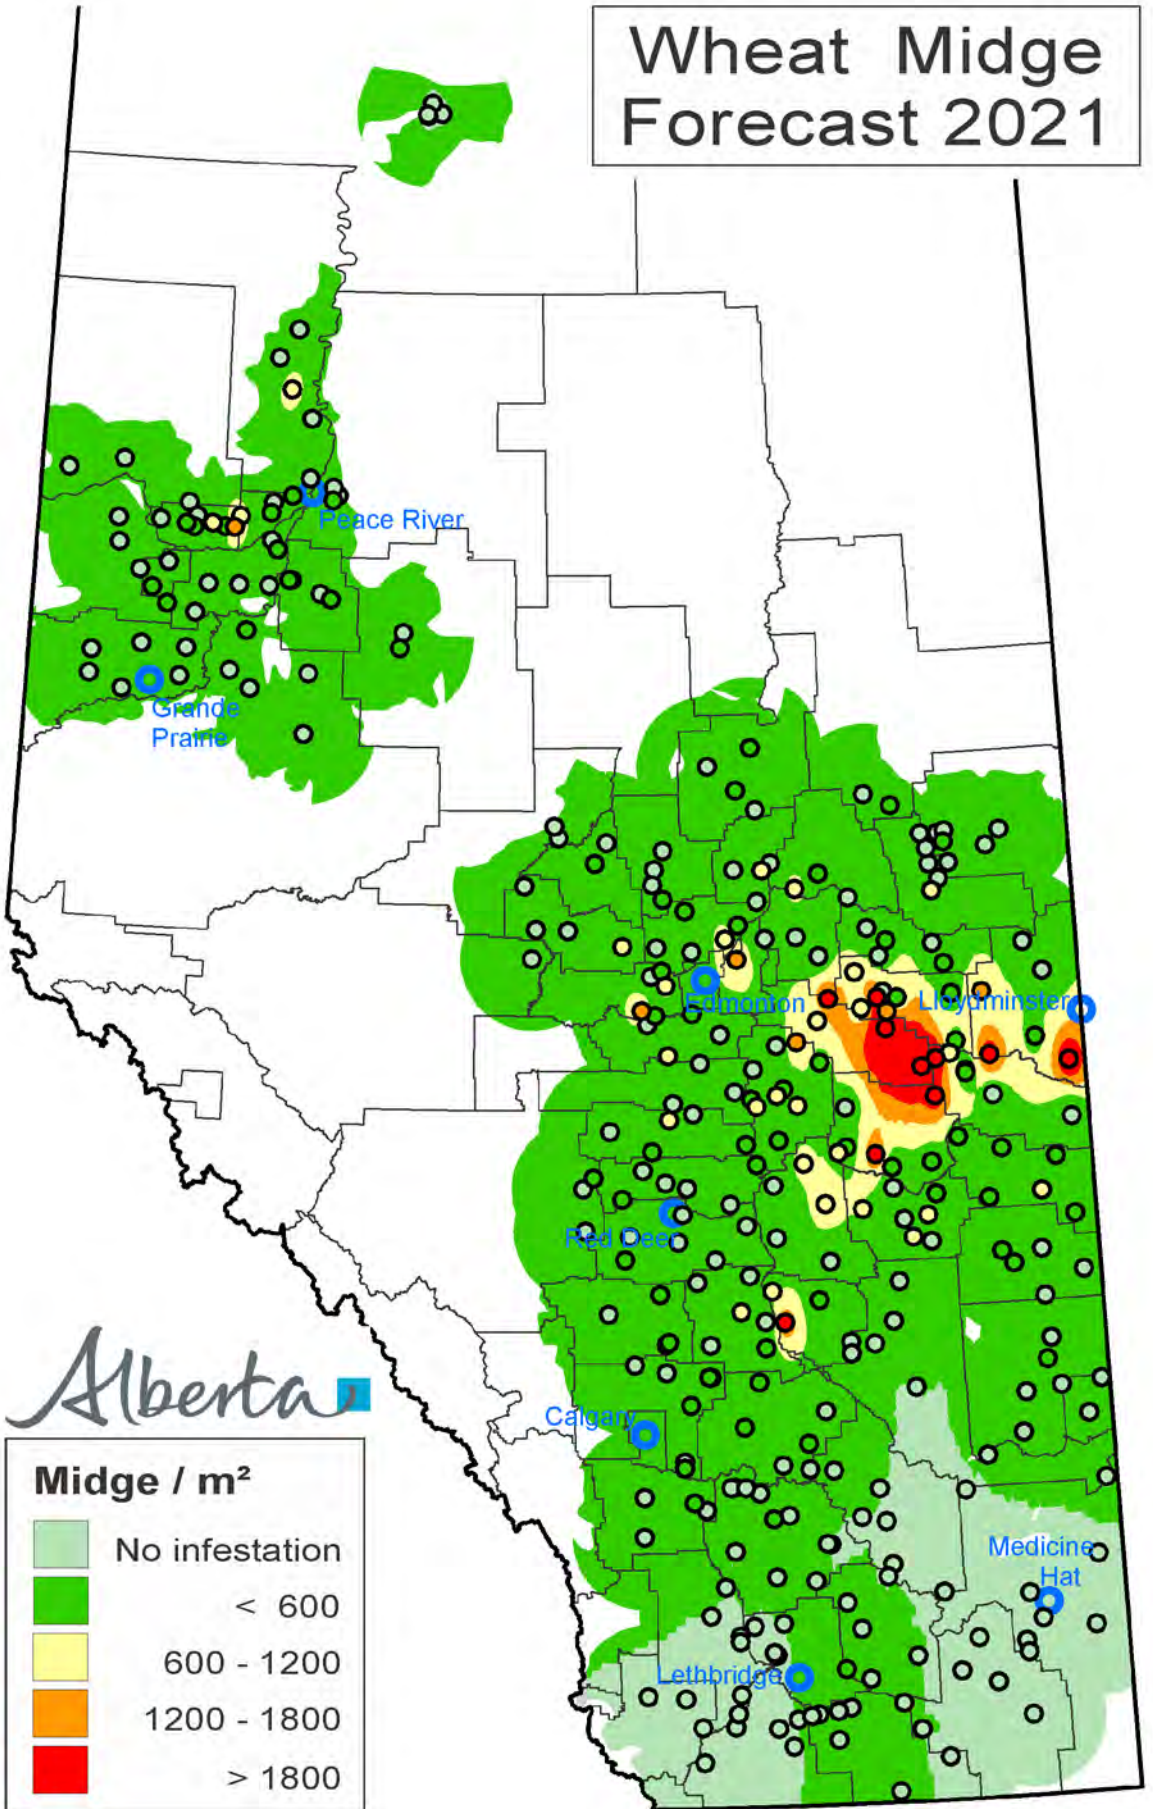 Wheat Midge
Forecast 2021
Peace River
Grande
Prairie
Edmonton
Lloydminster
Red Deer
Calgary
Medicine
Hat
Lethbridge
Alberta
Midge / m²
No infestation
< 600
600 - 1200
1200 - 1800
> 1800